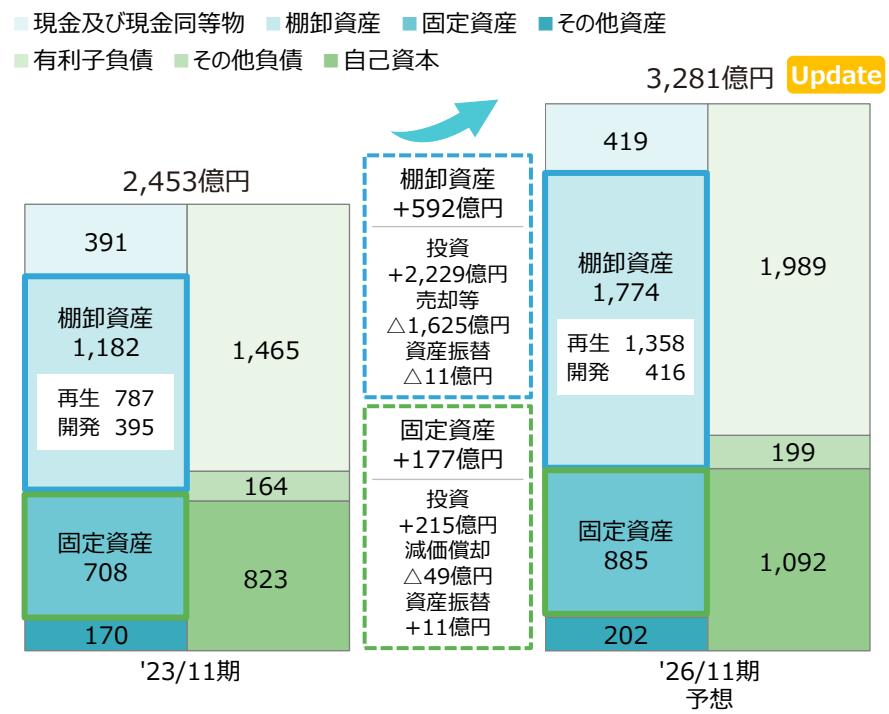 現金及び現金同等物 棚卸資産 固定資産 その他資産
有利子負債 その他負債 自己資本
2,453億円
391
棚卸資産
1,182
再生 787
開発 395
固定資産
708
170
1,465
164
823
'23/11期
棚卸資産
+592億円
投資
+2,229億円
売却等
△1,625億円
資産振替
△11億円
固定資産
+177億円
投資
+215億円
減価償却
△49億円
資産振替
+11億円
3,281億円 Update
419
棚卸資産
1,774
再生 1,358
開発 416
固定資産
885
202
1,989
199
1,092
'26/11期
予想